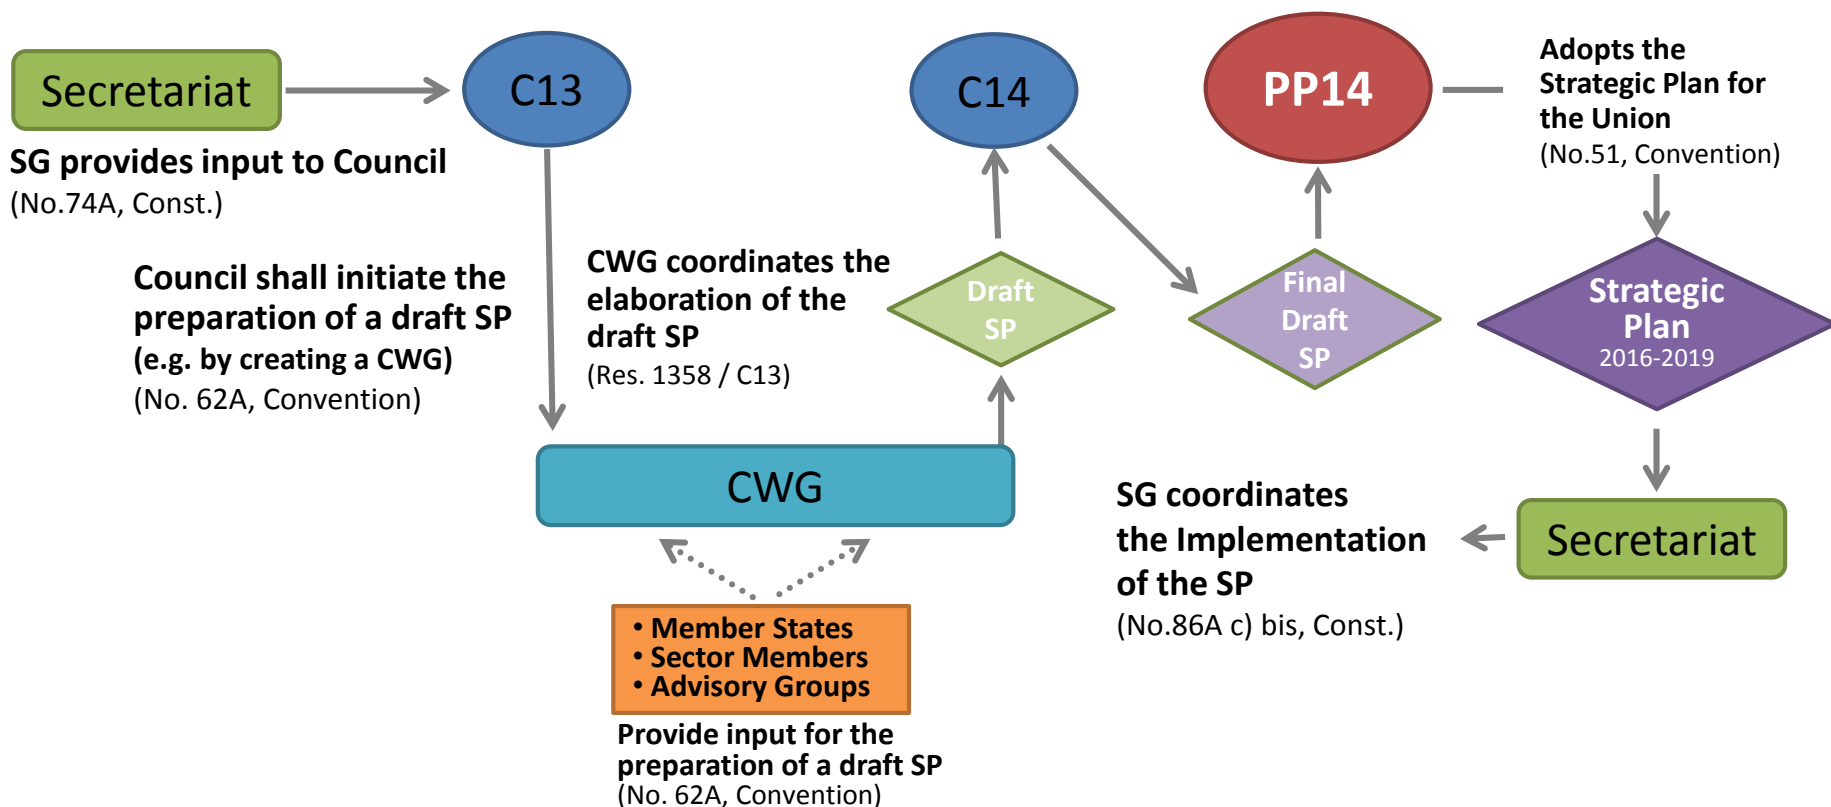 Secretariat
C13
C14
PP14
Adopts the
Strategic Plan for
the Union
(No.51, Convention)
SG provides input to Council
(No.74A, Const.)
Council shall initiate the
preparation of a draft SP
(e.g. by creating a CWG)
(No. 62A, Convention)
CWG coordinates the
elaboration of the
draft SP
(Res. 1358 / C13)
Draft
SP
Final
Draft
SP
Strategic
Plan
2016-2019
CWG
SG coordinates
the Implementation
of the SP
(No.86A c) bis, Const.)
Secretariat
• Member States
• Sector Members
• Advisory Groups
Provide input for the
preparation of a draft SP
(No. 62A, Convention)